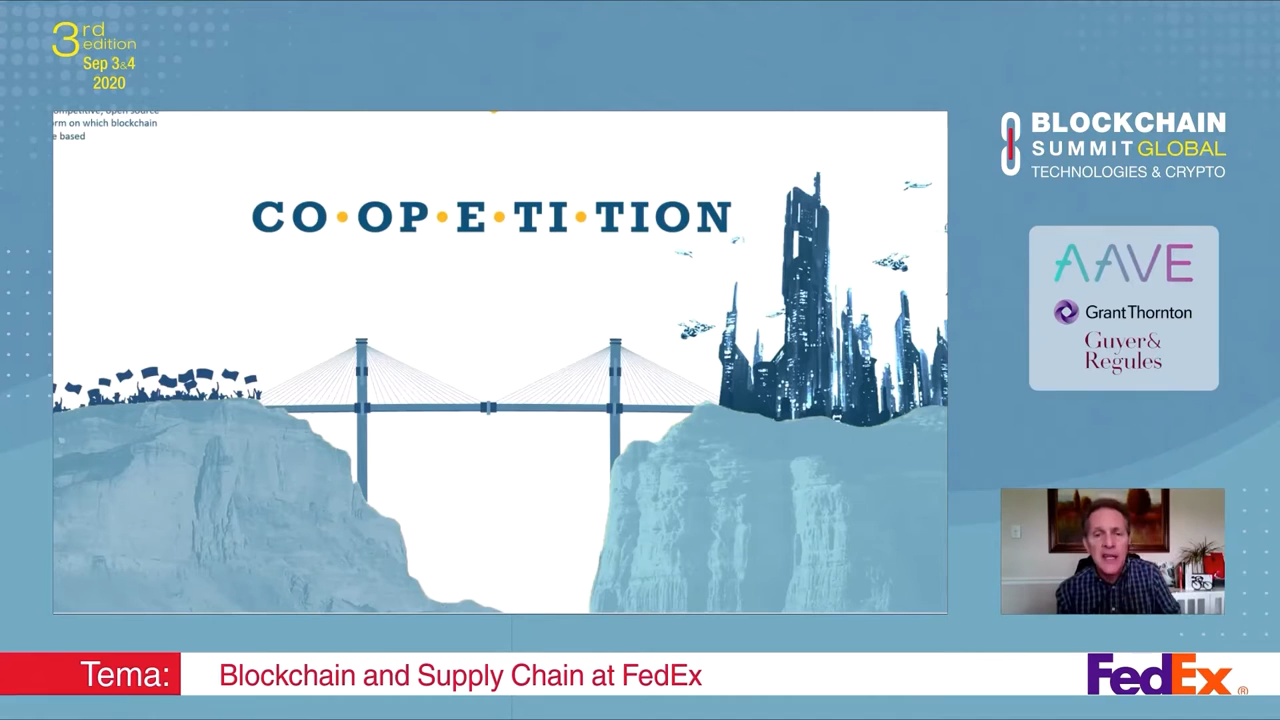 3rd
edition
Sep 3&4
2020
orm on which blockchain
e based
CO•OP•E•TI•TION
BLOCKCHAIN
SUMMIT GLOBAL
TECHNOLOGIES & CRYPTO
AAVE
Grant Thornton
Guyer&
Regules
Tema: Blockchain and Supply Chain at FedEx
FedEx®